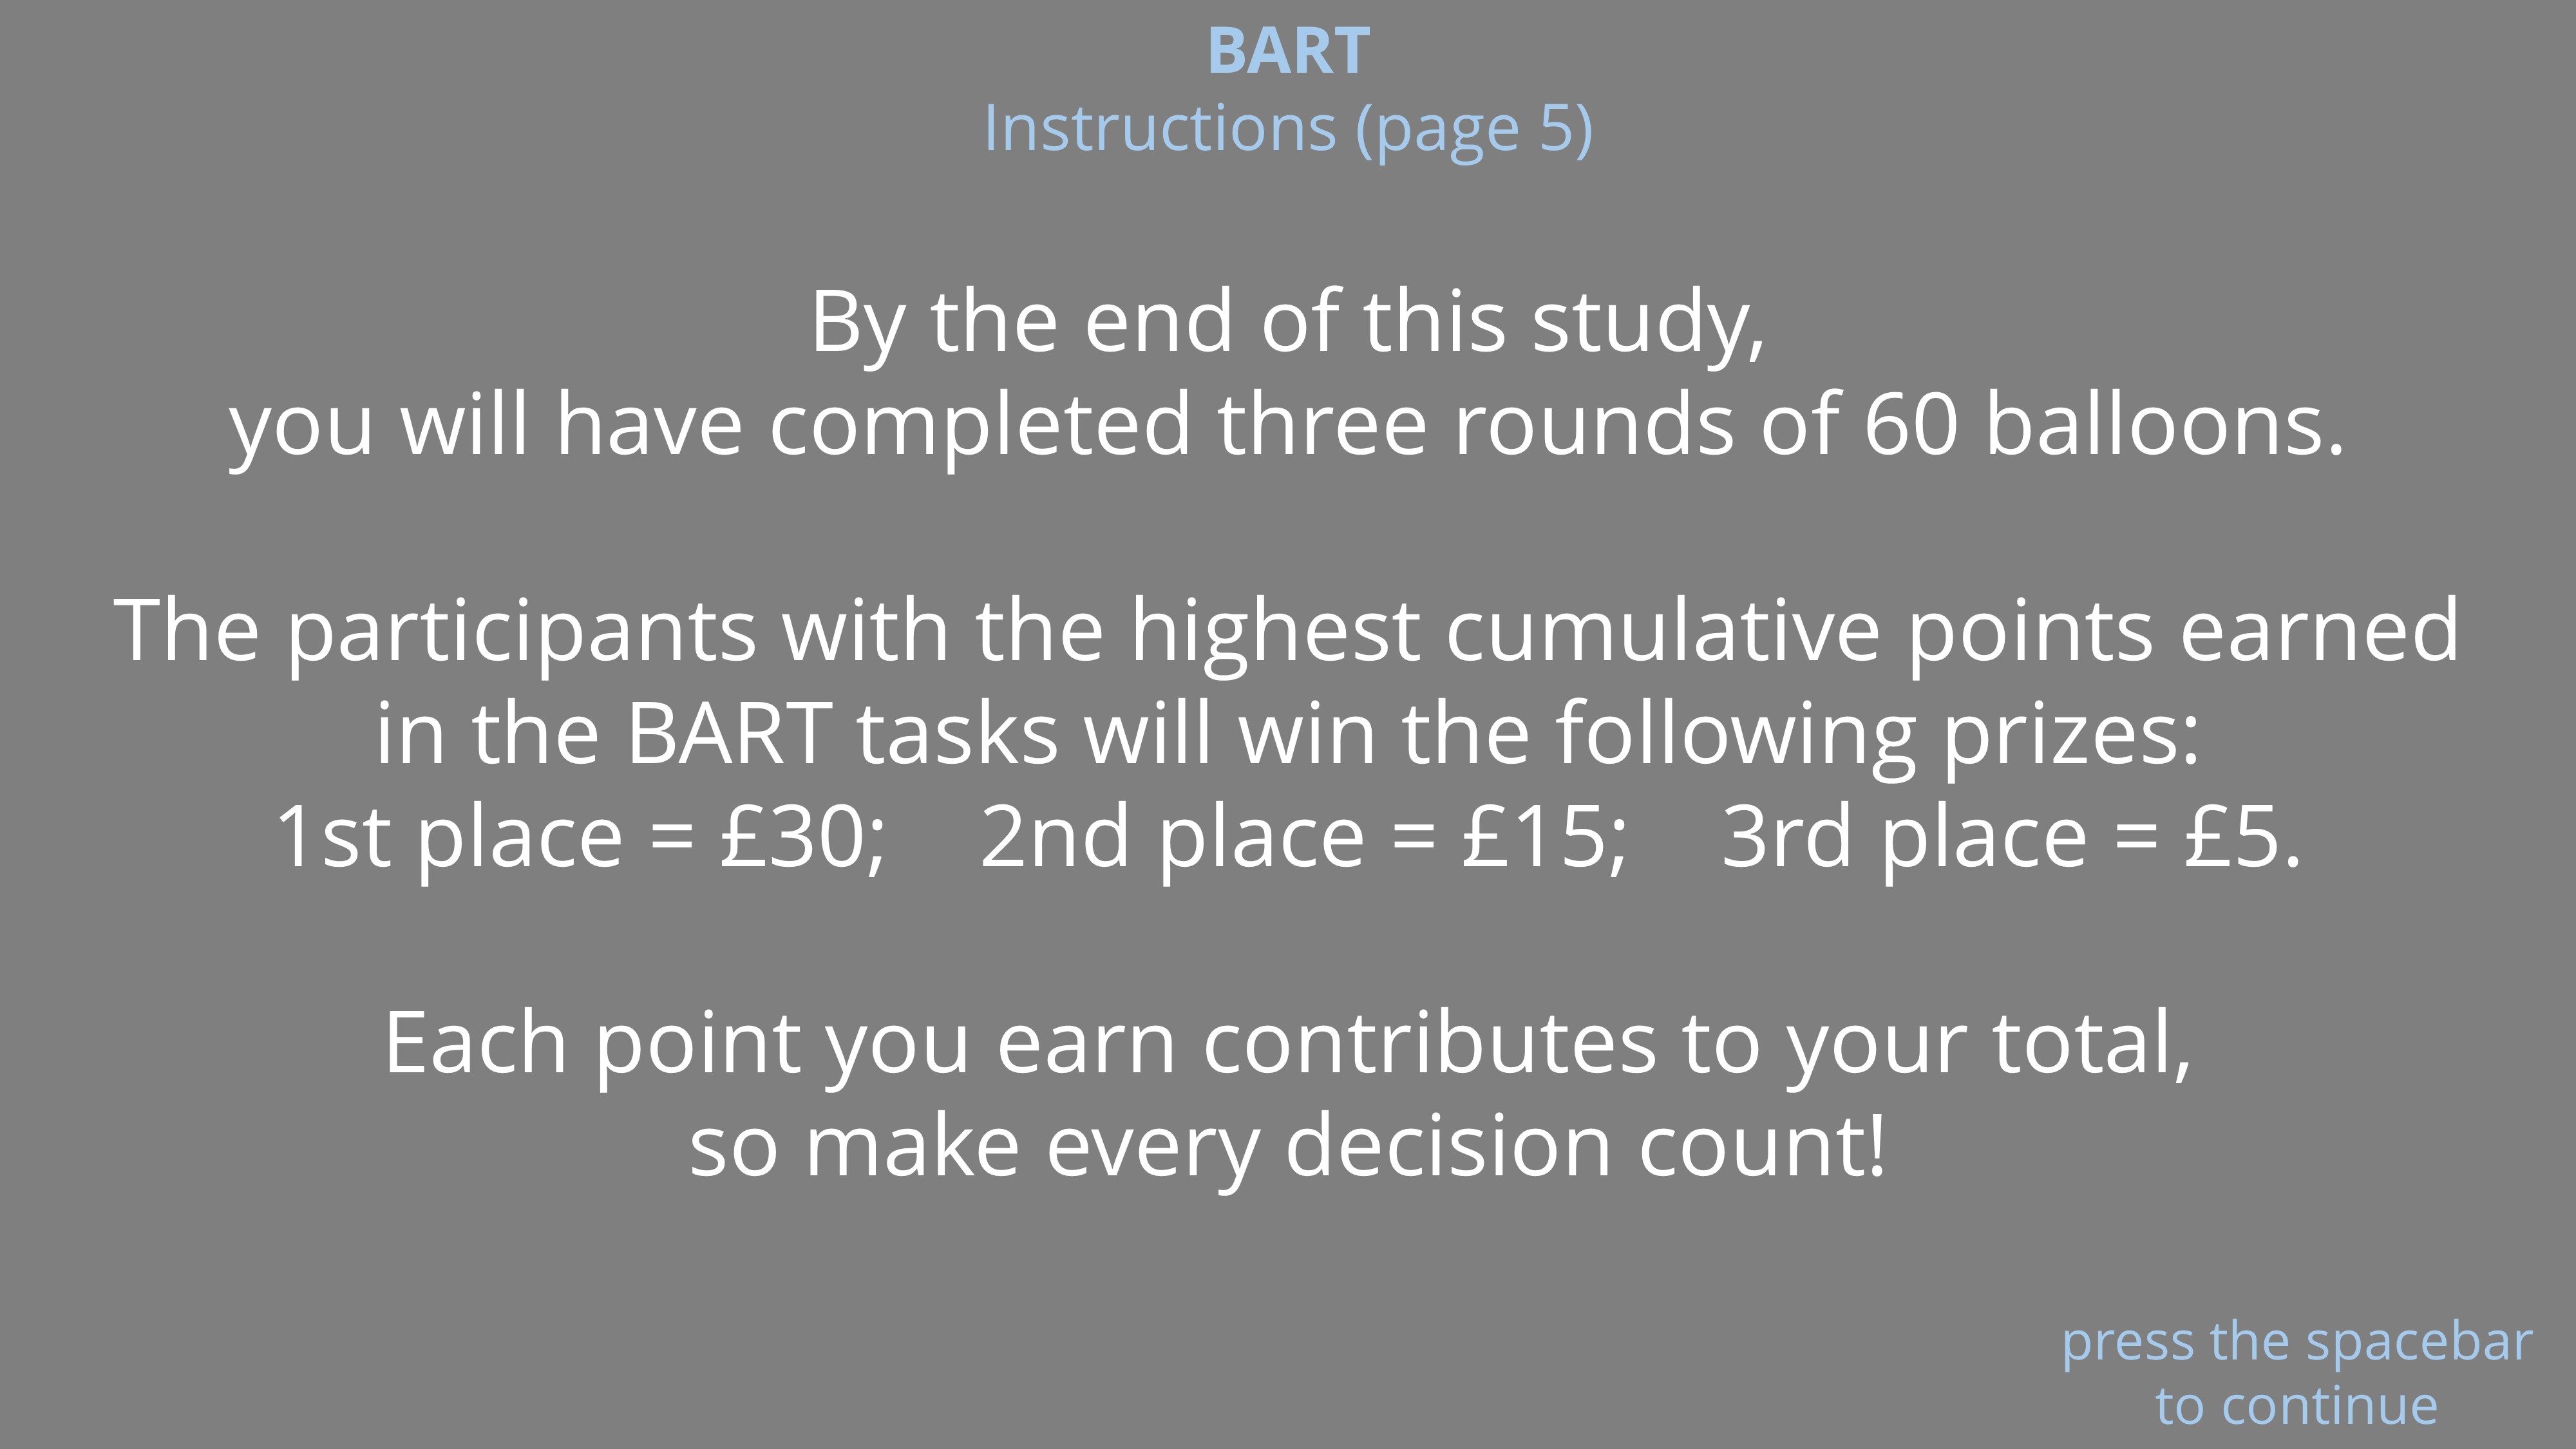 BART
Instructions (page 5)
By the end of this study,
you will have completed three rounds of 60 balloons.
The participants with the highest cumulative points earned
in the BART tasks will win the following prizes:
1st place = £30; 2nd place = £15; 3rd place = £5.
Each point you earn contributes to your total,
so make every decision count!
press the spacebar
to continue